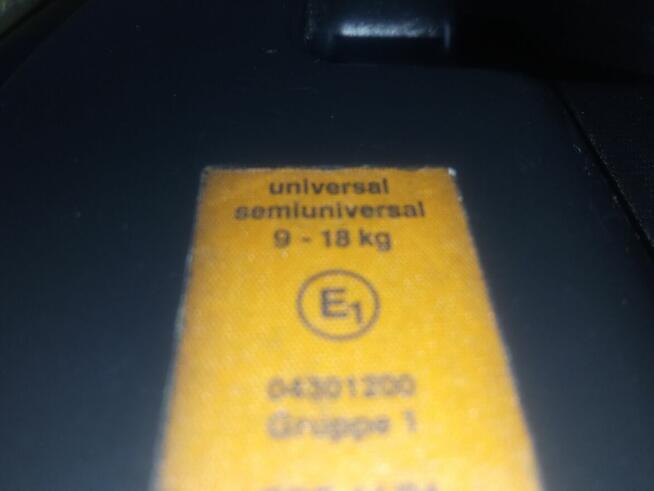 universal
semiuniversal
9 - 18 kg
E1
04301200
Gruppe 1